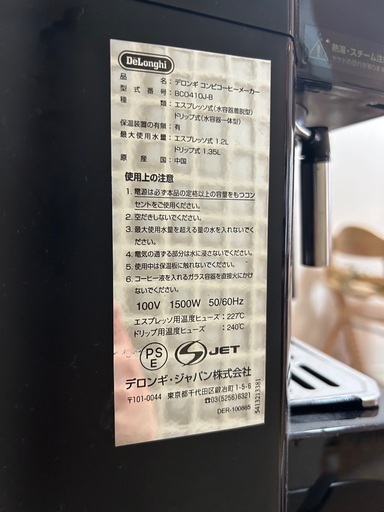 DeLonghi
品名：デロンギ コンビコーヒーメーカー
型式番号：BCO410J-B
種類：エスプレッソ式(水容器着脱型)
ドリップ式(水容器一体型)
保温装置の有無：有
最大使用水量：エスプレッソ式 1.2L
ドリップ式 1.35L
原産国：中国
使用上の注意
1. 電源は必ず本品の定格以上の容量をもつコン
セントをご使用ください。
2. 空だきしないでください。
3. 最大使用水量を超える量の水を入れないでく
ださい。
4. 電気の通ずる部分は水に浸さないでください。
5. 使用中は保温板に触れないでください。
6. コーヒー液を入れるガラス容器を直接火にかけ
ないでください。
100V 1500W 50/60Hz
エスプレッソ用温度ヒューズ：227℃
ドリップ用温度ヒューズ：240℃
PS
E
S JET
デロンギ・ジャパン株式会社
〒101-0044 東京都千代田区鍛冶町1-5-6
☎03(5256)6321
DER-100885
5413213381
熱湯・スチーム注